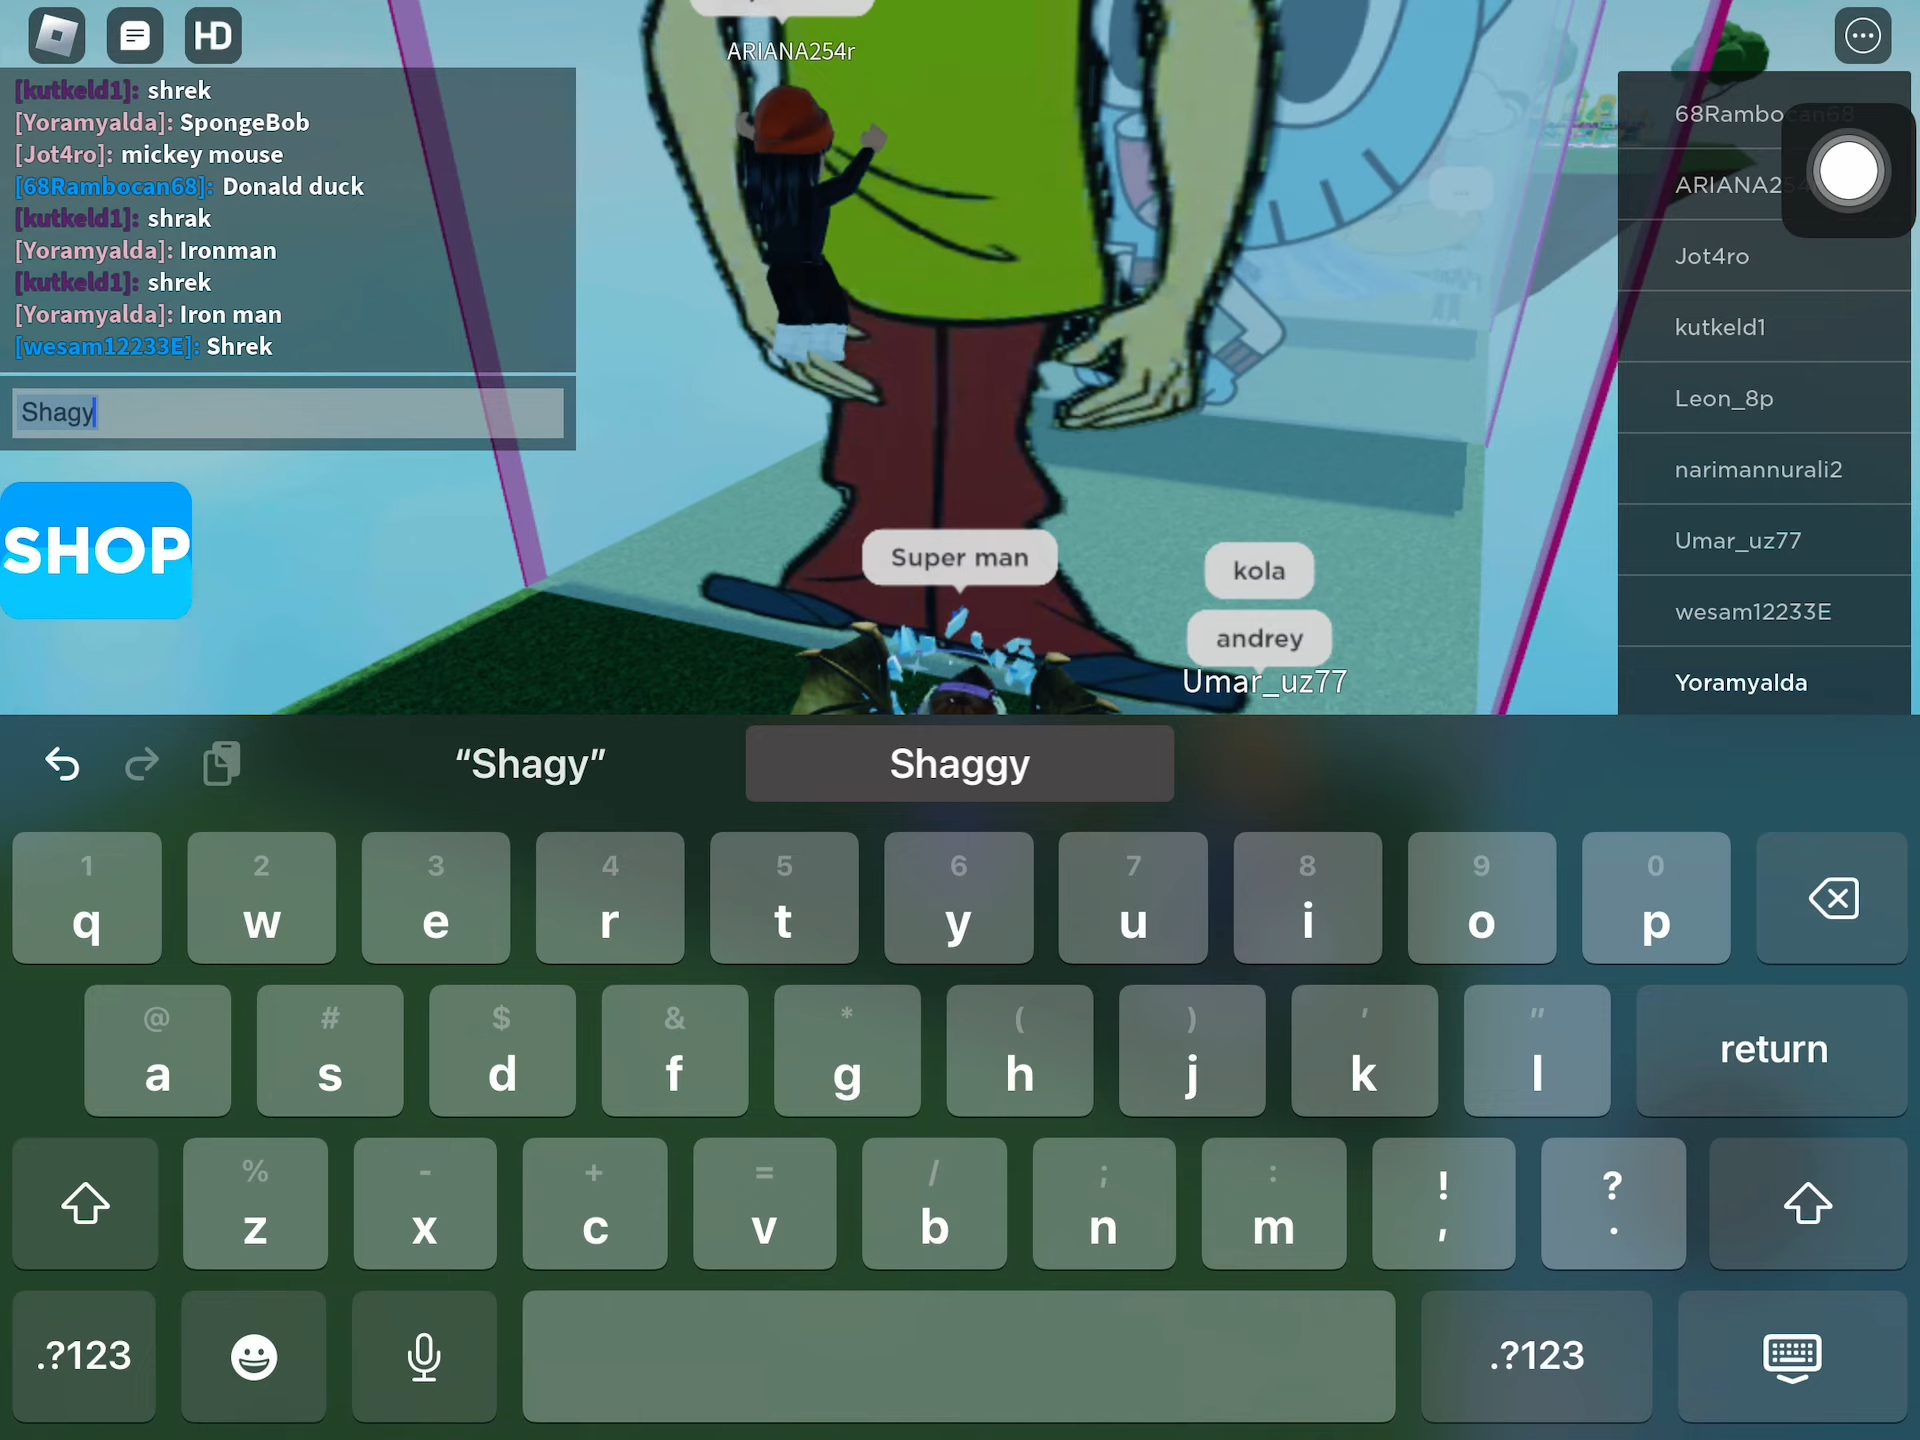 HD
ARIANA254r
[kutkeld1]: shrek
[Yoramyalda]: SpongeBob
[Jot4ro]: mickey mouse
[68Rambocan68]: Donald duck
[kutkeld1]: shrak
[Yoramyalda]: Ironman
[kutkeld1]: shrek
[Yoramyalda]: Iron man
[wesam12233E]: Shrek
Shagy
SHOP
Super man
kola
andrey
Umar_uz77
68Rambocan68
Jot4ro
kutkeld1
Leon_8p
narimannurali2
Umar_uz77
wesam12233E
Yoramyalda
“Shagy” Shaggy
1 2 3 4 5 6 7 8 9 0
q w e r t y u i o p
@ # $ & * ( ) ' "
a s d f g h j k l return
% - + = / ; : ! ?
z x c v b n m , .
.?123 .?123